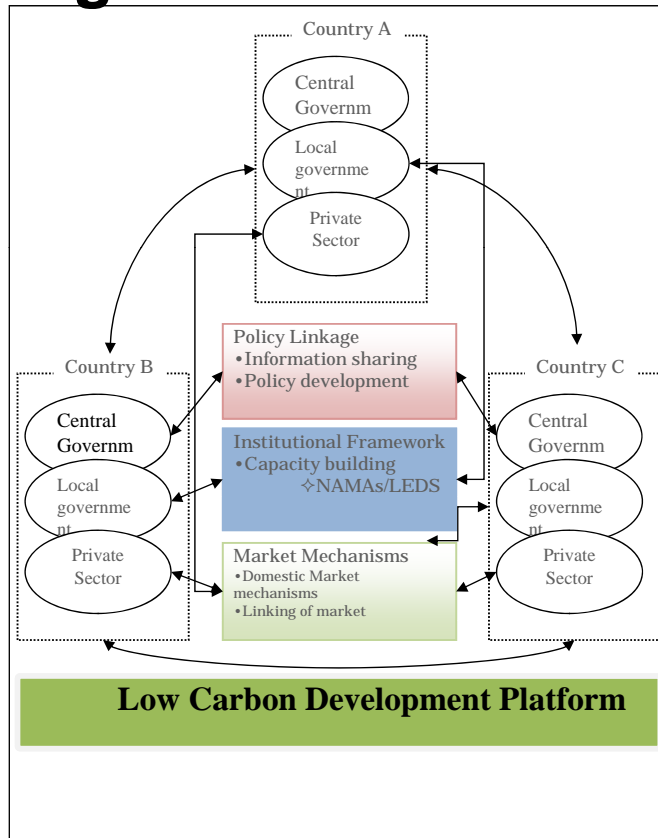 g
Country A
Central
Governm
Local
governme
nt
Private
Sector
Policy Linkage
•Information sharing
•Policy development
Country B
Central
Governm
Local
governme
nt
Private
Sector
Institutional Framework
•Capacity building
✧NAMAs/LEDS
Market Mechanisms
•Domestic Market
mechanisms
•Linking of market
Country C
Central
Governm
Local
governme
nt
Private
Sector
Low Carbon Development Platform